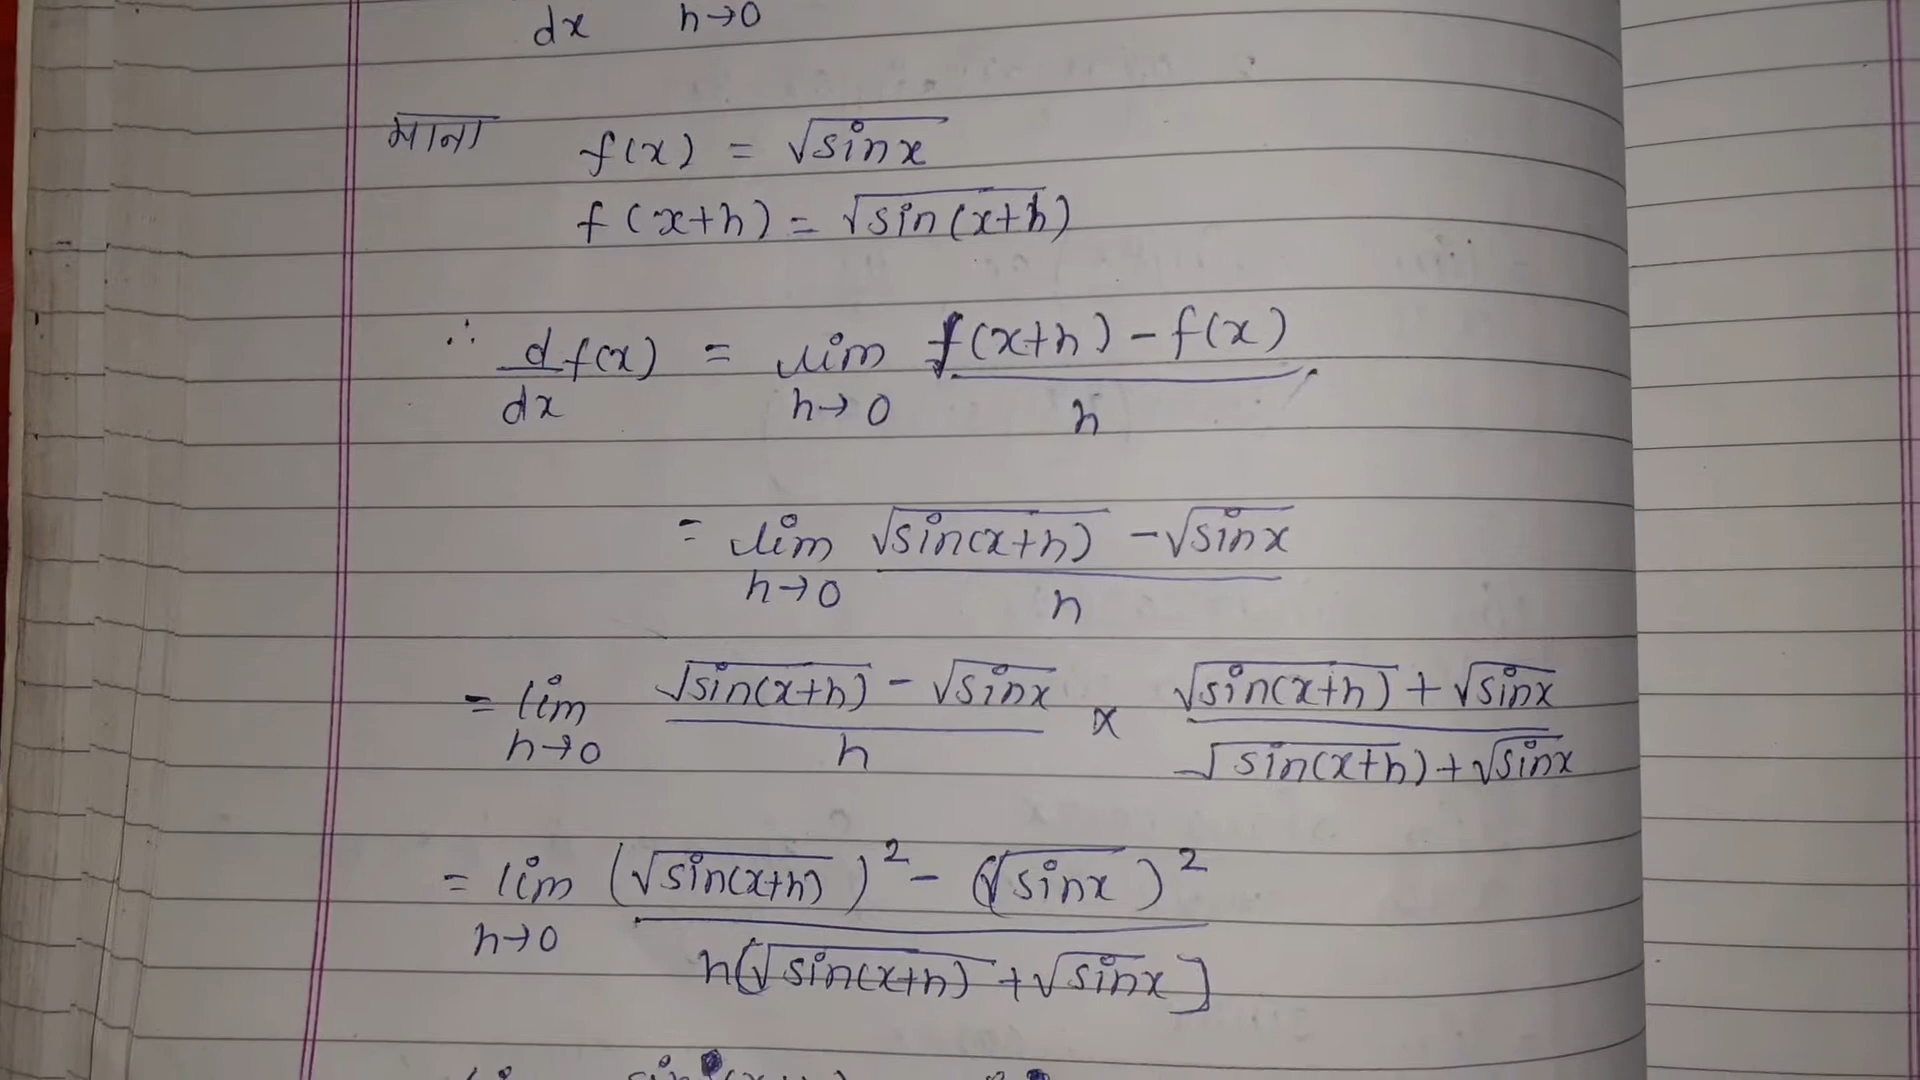 dx h→0
माना f(x) = √sinx
f(x+h) = √sin(x+h)
∴ d/dx f(x) = lim h→0 f(x+h) - f(x) / h
= lim h→0 √sin(x+h) - √sinx / h
= lim h→0 √sin(x+h) - √sinx / h × √sin(x+h) + √sinx / √sin(x+h) + √sinx
= lim h→0 (√sin(x+h))² - (√sinx)² / h[√sin(x+h) + √sinx]